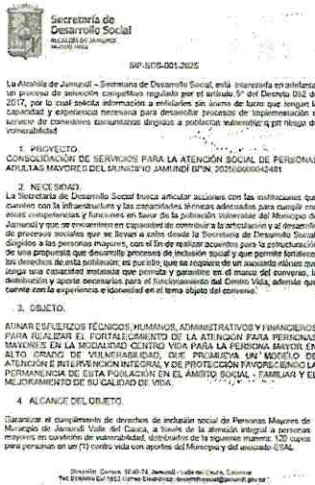 Secretaría de
Desarrollo Social
ALCALDÍA DE JAMUNDÍ
SIP-SDS-001-2025
La Alcaldía de Jamundí – Secretaría de Desarrollo Social, está interesada en adelantar
un proceso de selección competitivo regulado por el artículo 5° del Decreto 092 de
2017, por lo cual solicita información a entidades sin ánimo de lucro que tengan la
capacidad y experiencia necesaria para desarrollar procesos de implementación
servicio de comedores comunitarios dirigidos a población vulnerable y en riesgo de
vulnerabilidad
1. PROYECTO.
CONSOLIDACIÓN DE SERVICIOS PARA LA ATENCIÓN SOCIAL DE PERSONAS
ADULTAS MAYORES DEL MUNICIPIO JAMUNDÍ BPIN,
2. NECESIDAD.
La Secretaría de Desarrollo Social busca articular acciones con las instituciones que
cuenten con la infraestructura y las capacidades técnicas adecuadas para cumplir con
estas competencias y funciones en favor de la población vulnerable del Municipio de
Jamundí y que se encuentren en capacidad de contribuir a la articulación y al desarrollo
de procesos sociales que se llevan a cabo desde la Secretaría de Desarrollo Social
dirigidos a las personas mayores, con el fin de realizar acuerdos para la estructuración
de una propuesta que desarrolle procesos de inclusión social y que permita fortalecer
los derechos de esta población; es por ello, que se requiere de un asociado idóneo que
tenga una capacidad instalada que permita y garantice en el marco del convenio, la
distribución y aporte necesarios para el funcionamiento del Centro Vida, además que
cuente con la experiencia e idoneidad en el tema objeto del convenio.
3. OBJETO.
AUNAR ESFUERZOS TÉCNICOS, HUMANOS, ADMINISTRATIVOS Y FINANCIEROS
PARA REALIZAR EL FORTALECIMIENTO DE LA ATENCIÓN PARA PERSONAS
MAYORES EN LA MODALIDAD CENTRO VIDA PARA LA PERSONA MAYOR EN
ALTO GRADO DE VULNERABILIDAD, QUE PROMUEVA UN MODELO DE
ATENCIÓN E INTERVENCIÓN INTEGRAL Y DE PROTECCIÓN FAVORECIENDO LA
PERMANENCIA DE ESTA POBLACIÓN EN EL ÁMBITO SOCIAL - FAMILIAR Y EL
MEJORAMIENTO DE SU CALIDAD DE VIDA.
4. ALCANCE DEL OBJETO.
Garantizar el cumplimiento de derechos de inclusión social de Personas Mayores de
Municipio de Jamundí Valle del Cauca, a través de la atención integral a personas
mayores en condición de vulnerabilidad, distribuidos de la siguiente manera: 120 cupos
para personas en un (1) centro vida con aportes del Municipio y del asociado ESAL